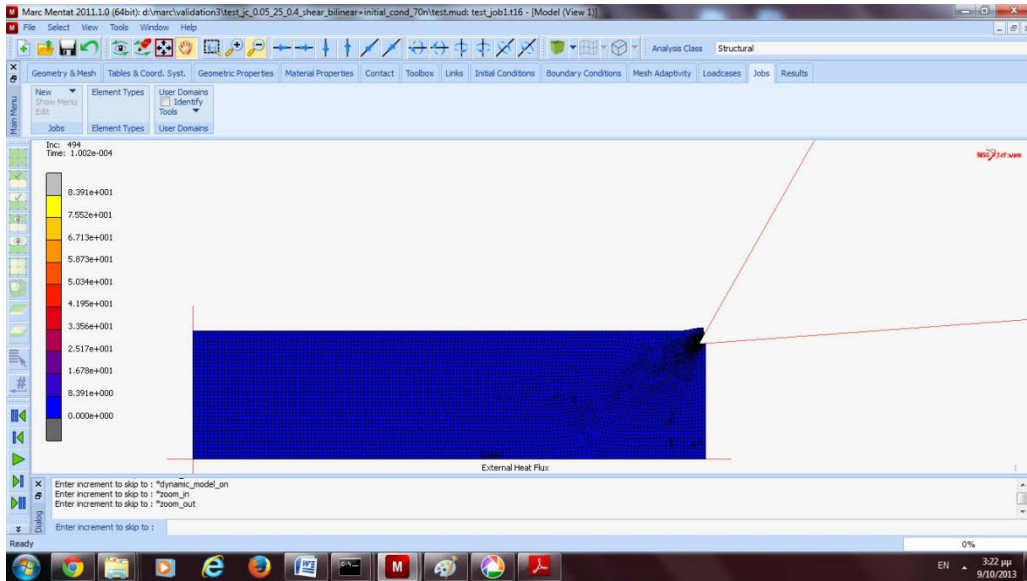 Marc Mentat 2011.1.0 (64bit): d:\marc\validation3\test_jc_0.05_25_0.4_shear_bilinear+initial_cond_70n\test.mud: test_job1.t16 - [Model (View 1)]
File Select View Tools Window Help
Analysis Class Structural
Geometry & Mesh Tables & Coord. Syst. Geometric Properties Material Properties Contact Toolbox Links Initial Conditions Boundary Conditions Mesh Adaptivity Loadcases Jobs Results
Main Menu
New Element Types User Domains
Show Menu Identify
Edit Tools
Jobs Element Types User Domains
Inc: 494
Time: 1.002e-004
8.391e+001
7.552e+001
6.713e+001
5.873e+001
5.034e+001
4.195e+001
3.356e+001
2.517e+001
1.678e+001
8.391e+000
0.000e+000
External Heat Flux
1
Dialog
Enter increment to skip to : *dynamic_model_on
Enter increment to skip to : *zoom_in
Enter increment to skip to : *zoom_out
Enter increment to skip to :
Ready 0%
EN 3:22 μμ
9/10/2013